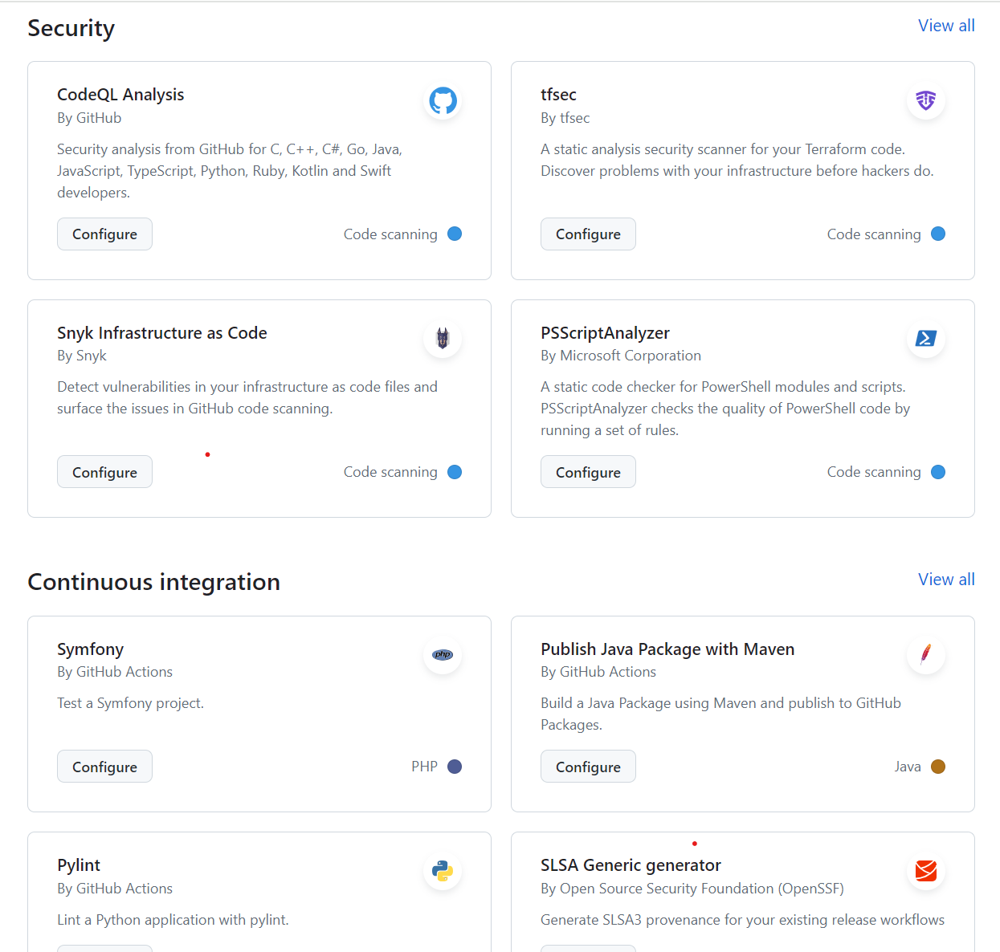 Security
View all
CodeQL Analysis
By GitHub
Security analysis from GitHub for C, C++, C#, Go, Java,
JavaScript, TypeScript, Python, Ruby, Kotlin and Swift
developers.
Configure
Code scanning
tfsec
By tfsec
A static analysis security scanner for your Terraform code.
Discover problems with your infrastructure before hackers do.
Configure
Code scanning
Snyk Infrastructure as Code
By Snyk
Detect vulnerabilities in your infrastructure as code files and
surface the issues in GitHub code scanning.
Configure
Code scanning
PSScriptAnalyzer
By Microsoft Corporation
A static code checker for PowerShell modules and scripts.
PSScriptAnalyzer checks the quality of PowerShell code by
running a set of rules.
Configure
Code scanning
Continuous integration
View all
Symfony
By GitHub Actions
php
Test a Symfony project.
Configure
PHP
Publish Java Package with Maven
By GitHub Actions
Build a Java Package using Maven and publish to GitHub
Packages.
Configure
Java
Pylint
By GitHub Actions
Lint a Python application with pylint.
SLSA Generic generator
By Open Source Security Foundation (OpenSSF)
Generate SLSA3 provenance for your existing release workflows